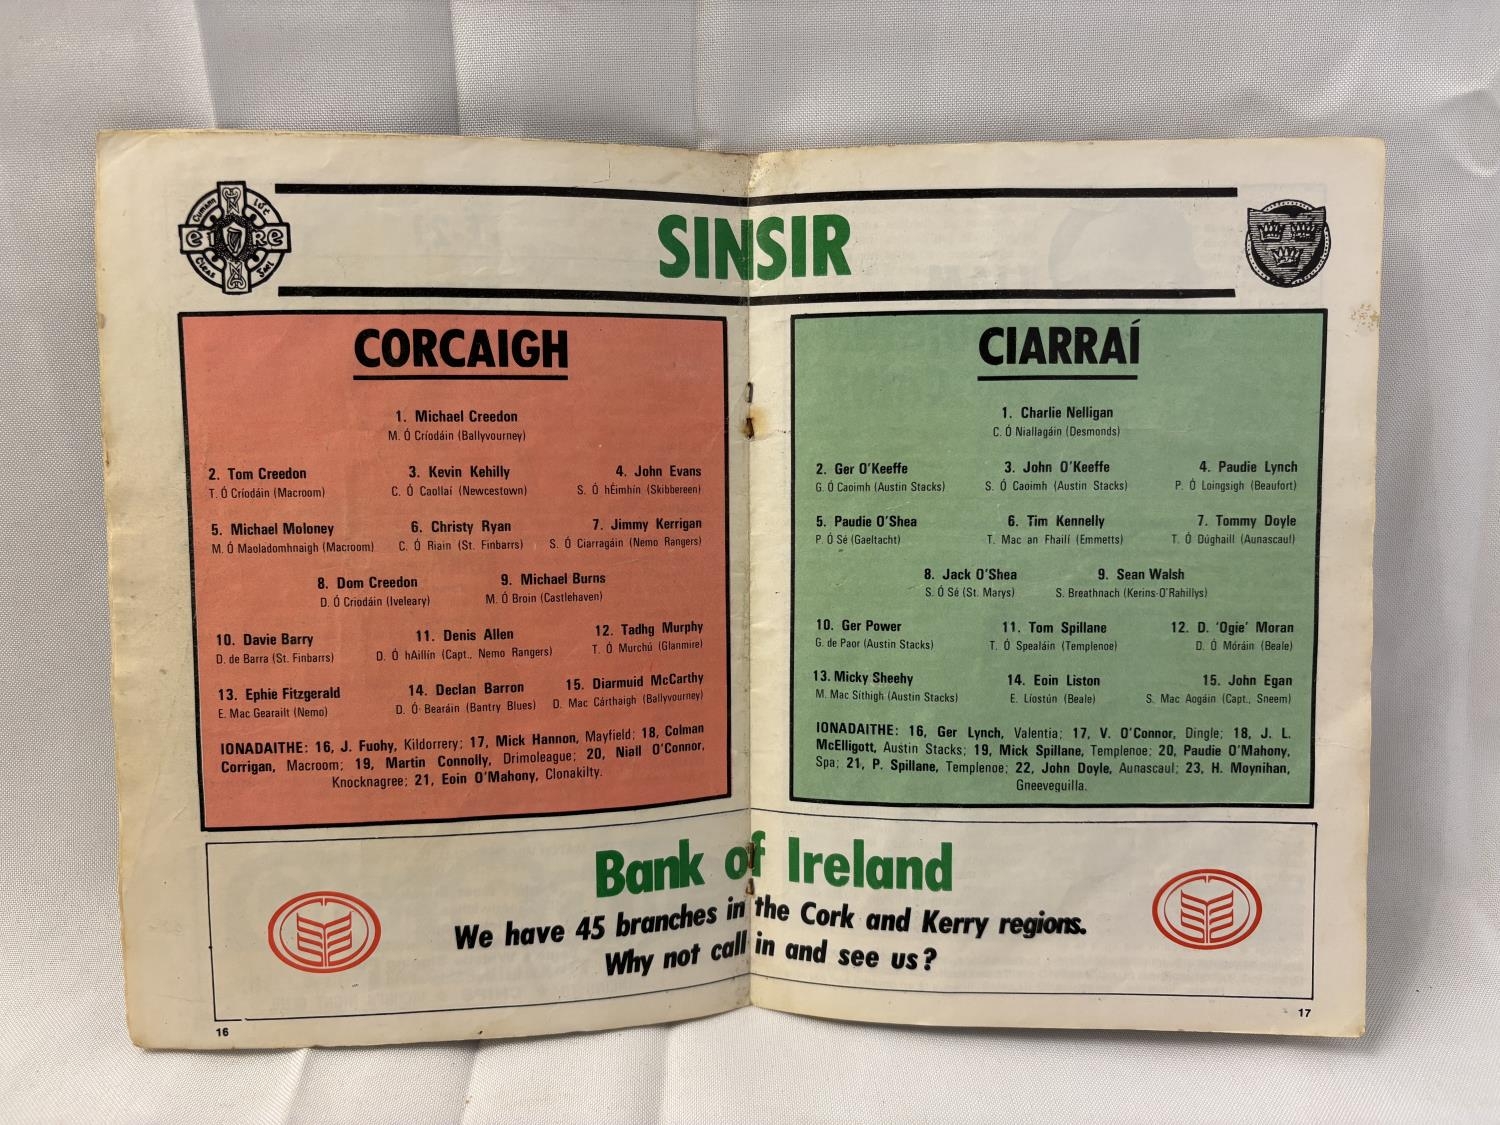 SINSIR
Cumann
Lúṫ
EIRE
Cleas
Gael
CORCAIGH
1. Michael Creedon
M. Ó Críodáin (Ballyvourney)
2. Tom Creedon
T. Ó Críodáin (Macroom)
3. Kevin Kehilly
C. Ó Caollaí (Newcestown)
4. John Evans
S. Ó hÉimhín (Skibbereen)
5. Michael Moloney
M. Ó Maoladomhnaigh (Macroom)
6. Christy Ryan
C. Ó Riain (St. Finbarrs)
7. Jimmy Kerrigan
S. Ó Ciarragáin (Nemo Rangers)
8. Dom Creedon
D. Ó Criodáin (Iveleary)
9. Michael Burns
M. Ó Broin (Castlehaven)
10. Davie Barry
D. de Barra (St. Finbarrs)
11. Denis Allen
D. Ó hAillín (Capt., Nemo Rangers)
12. Tadhg Murphy
T. Ó Murchú (Glanmire)
13. Ephie Fitzgerald
E. Mac Gearailt (Nemo)
14. Declan Barron
D. Ó Bearáin (Bantry Blues)
15. Diarmuid McCarthy
D. Mac Cárthaigh (Ballyvourney)
IONADAITHE: 16, J. Fuohy, Kildorrery; 17, Mick Hannon, Mayfield; 18, Colman
Corrigan, Macroom; 19, Martin Connolly, Drimoleague; 20, Niall O'Connor,
Knocknagree; 21, Eoin O'Mahony, Clonakilty.
CIARRAÍ
1. Charlie Nelligan
C. Ó Niallagáin (Desmonds)
2. Ger O'Keeffe
G. Ó Caoimh (Austin Stacks)
3. John O'Keeffe
S. Ó Caoimh (Austin Stacks)
4. Paudie Lynch
P. Ó Loingsigh (Beaufort)
5. Paudie O'Shea
P. Ó Sé (Gaeltacht)
6. Tim Kennelly
T. Mac an Fhailí (Emmetts)
7. Tommy Doyle
T. Ó Dúghaill (Aunascaul)
8. Jack O'Shea
S. Ó Sé (St. Marys)
9. Sean Walsh
S. Breathnach (Kerins-O'Rahillys)
10. Ger Power
G. de Paor (Austin Stacks)
11. Tom Spillane
T. Ó Spealáin (Templenoe)
12. D. 'Ogie' Moran
D. Ó Móráin (Beale)
13. Micky Sheehy
M. Mac Síthigh (Austin Stacks)
14. Eoin Liston
E. Líostún (Beale)
15. John Egan
S. Mac Aogáin (Capt., Sneem)
IONADAITHE: 16, Ger Lynch, Valentia; 17, V. O'Connor, Dingle; 18, J. L.
McElligott, Austin Stacks; 19, Mick Spillane, Templenoe; 20, Paudie O'Mahony,
Spa; 21, P. Spillane, Templenoe; 22, John Doyle, Aunascaul; 23, H. Moynihan,
Gneeveguilla.
Bank of Ireland
We have 45 branches in the Cork and Kerry regions.
Why not call in and see us?
16
17